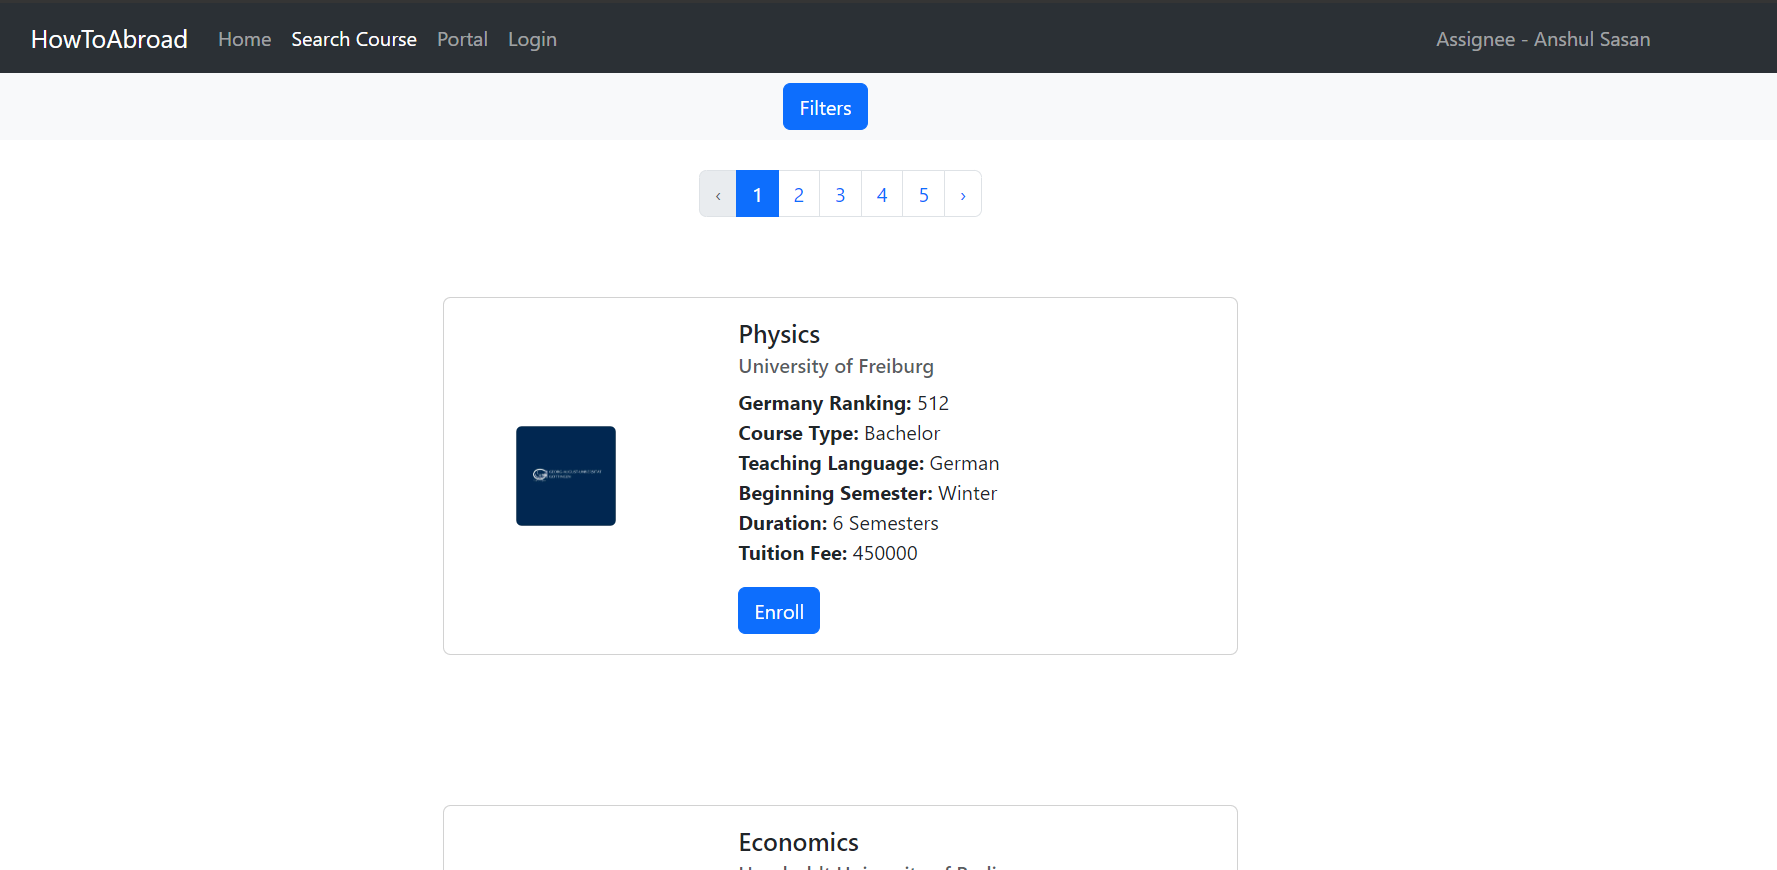 HowToAbroad Home Search Course Portal Login Assignee - Anshul Sasan
Filters
‹ 1 2 3 4 5 ›
Physics
University of Freiburg
Germany Ranking: 512
Course Type: Bachelor
Teaching Language: German
Beginning Semester: Winter
Duration: 6 Semesters
Tuition Fee: 450000
Enroll
Economics